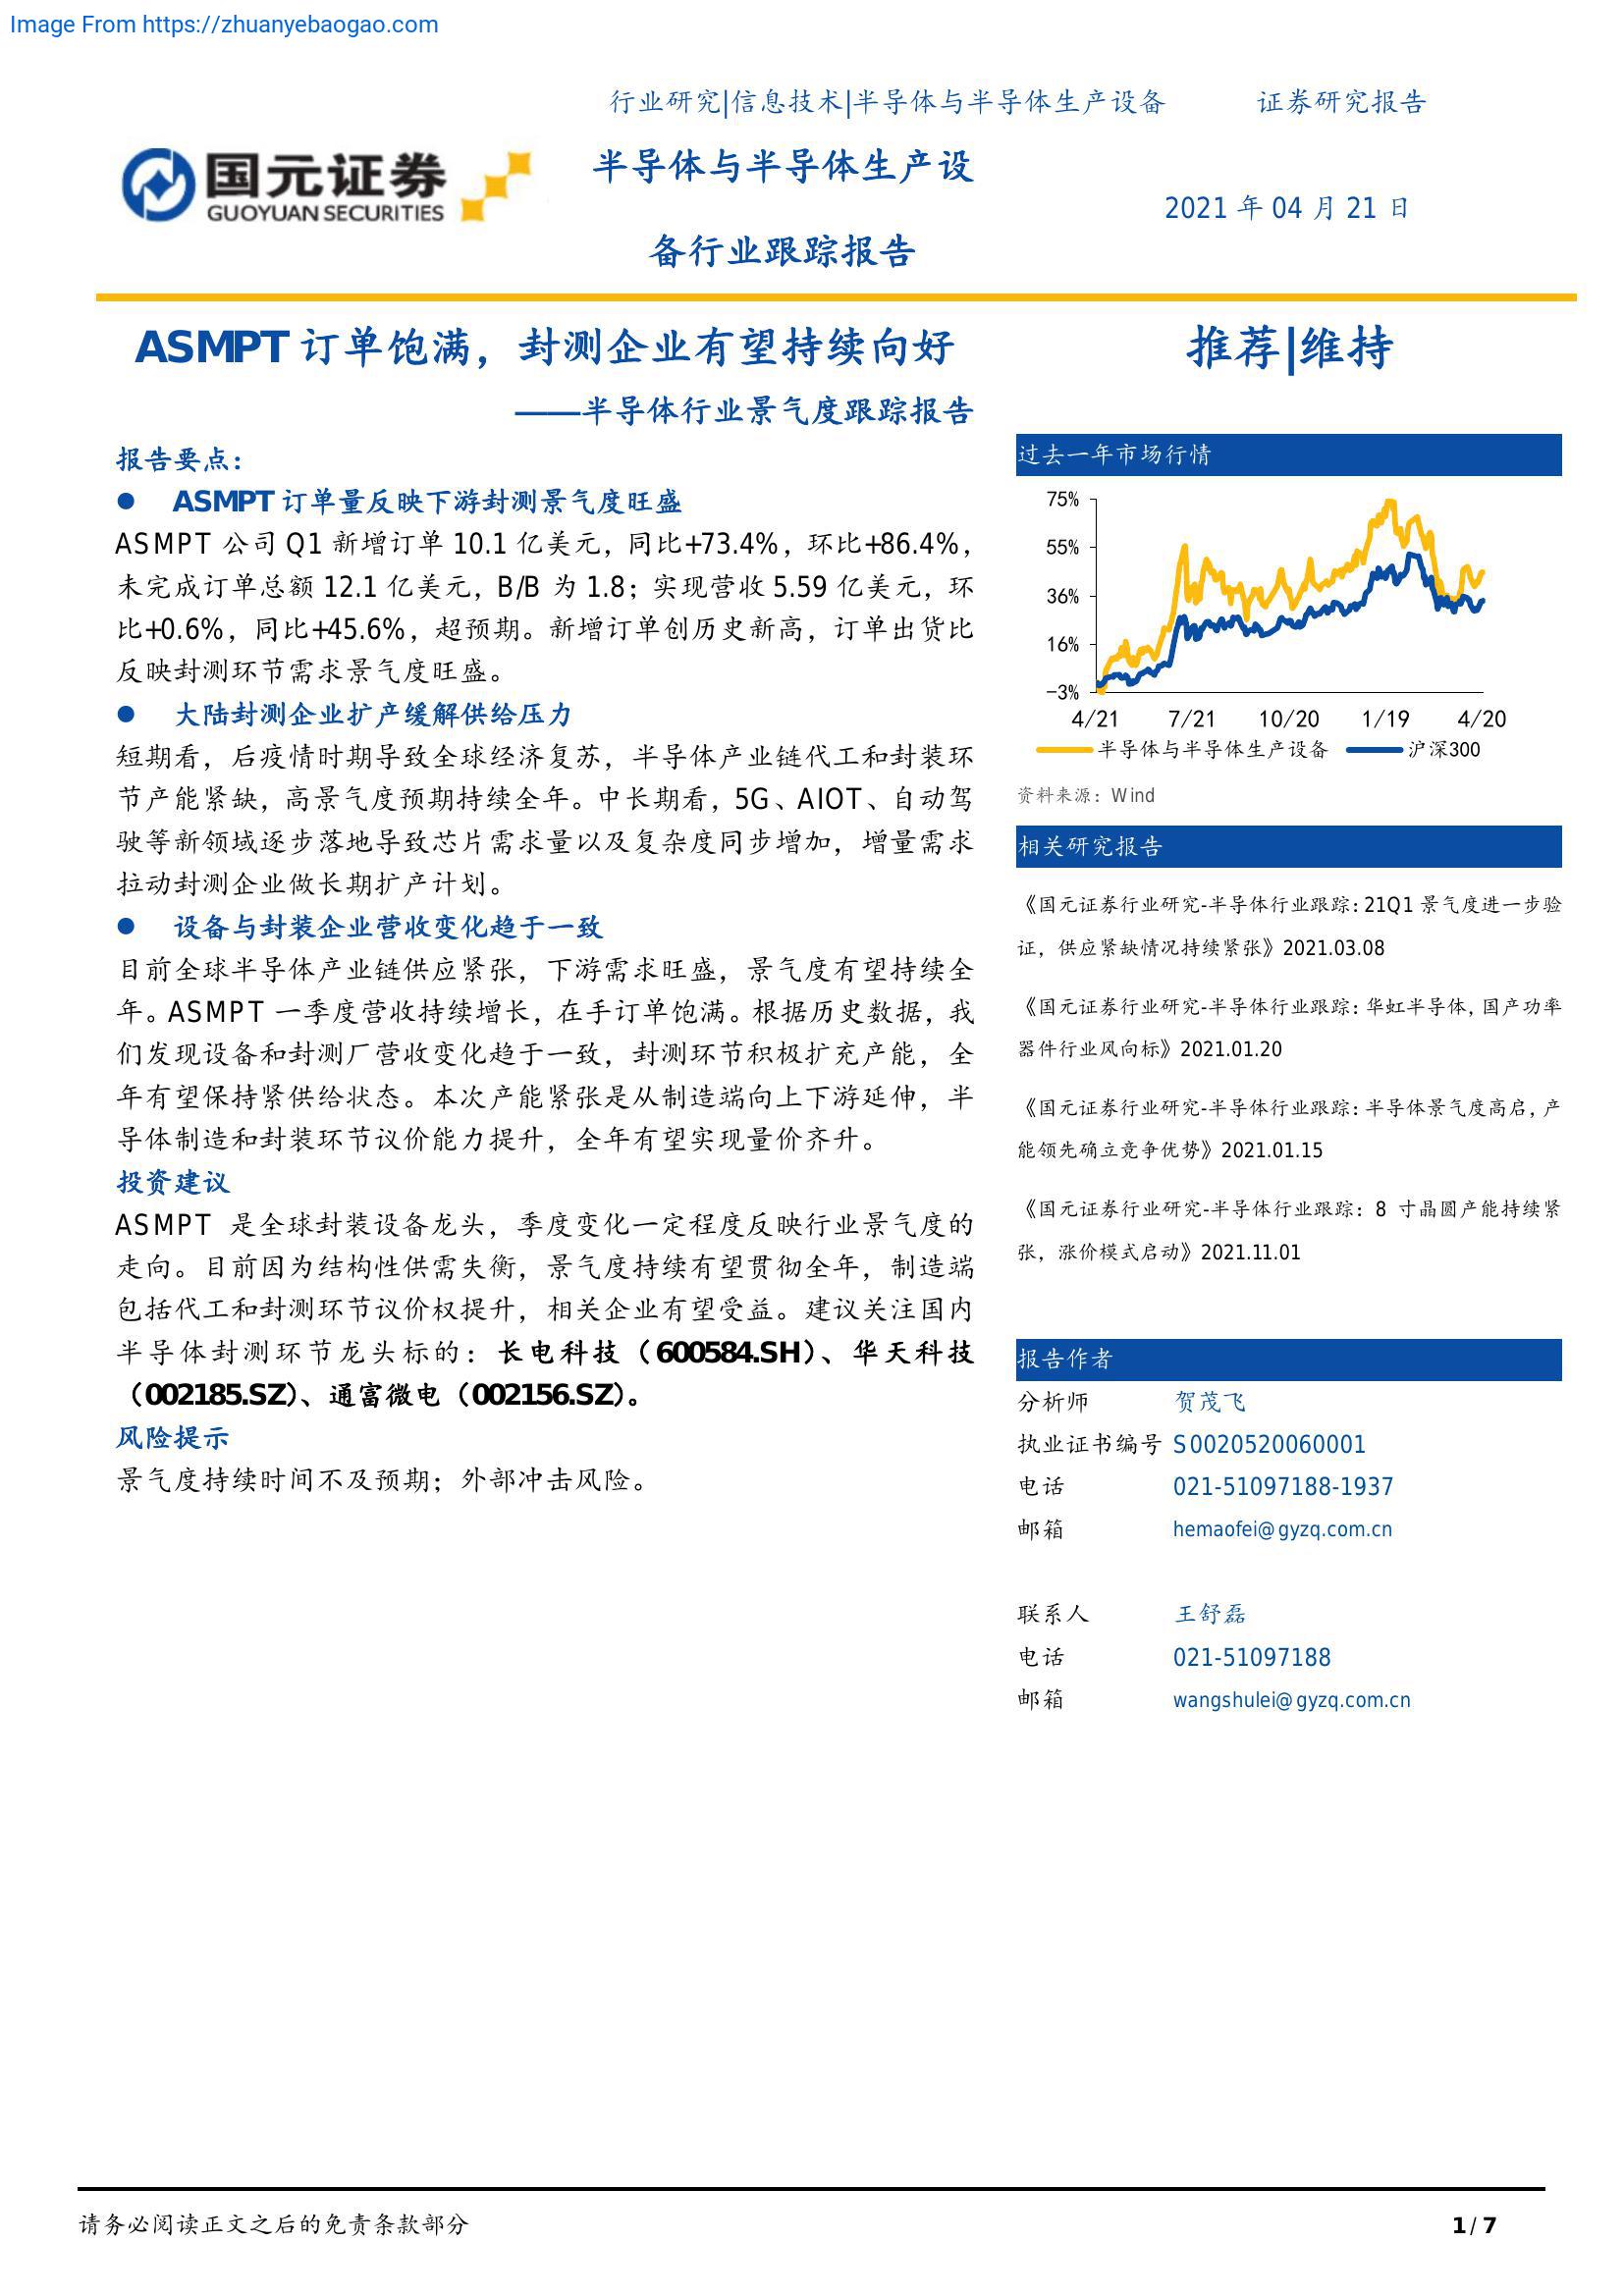 Image From https://zhuanyebaogao.com
行业研究|信息技术|半导体与半导体生产设备 证券研究报告
国元证券
GUOYUAN SECURITIES
半导体与半导体生产设
备行业跟踪报告
2021 年 04 月 21 日
ASMPT 订单饱满，封测企业有望持续向好
——半导体行业景气度跟踪报告
报告要点：
● ASMPT 订单量反映下游封测景气度旺盛
ASMPT 公司 Q1 新增订单 10.1 亿美元，同比+73.4%，环比+86.4%，
未完成订单总额 12.1 亿美元，B/B 为 1.8；实现营收 5.59 亿美元，环
比+0.6%，同比+45.6%，超预期。新增订单创历史新高，订单出货比
反映封测环节需求景气度旺盛。
● 大陆封测企业扩产缓解供给压力
短期看，后疫情时期导致全球经济复苏，半导体产业链代工和封装环
节产能紧缺，高景气度预期持续全年。中长期看，5G、AIOT、自动驾
驶等新领域逐步落地导致芯片需求量以及复杂度同步增加，增量需求
拉动封测企业做长期扩产计划。
● 设备与封装企业营收变化趋于一致
目前全球半导体产业链供应紧张，下游需求旺盛，景气度有望持续全
年。ASMPT 一季度营收持续增长，在手订单饱满。根据历史数据，我
们发现设备和封测厂营收变化趋于一致，封测环节积极扩充产能，全
年有望保持紧供给状态。本次产能紧张是从制造端向上下游延伸，半
导体制造和封装环节议价能力提升，全年有望实现量价齐升。
投资建议
ASMPT 是全球封装设备龙头，季度变化一定程度反映行业景气度的
走向。目前因为结构性供需失衡，景气度持续有望贯彻全年，制造端
包括代工和封测环节议价权提升，相关企业有望受益。建议关注国内
半导体封测环节龙头标的：长电科技（600584.SH）、华天科技
（002185.SZ）、通富微电（002156.SZ）。
风险提示
景气度持续时间不及预期；外部冲击风险。
推荐|维持
过去一年市场行情
75%
55%
36%
16%
-3%
4/21 7/21 10/20 1/19 4/20
半导体与半导体生产设备 沪深300
资料来源：Wind
相关研究报告
《国元证券行业研究-半导体行业跟踪：21Q1 景气度进一步验
证，供应紧缺情况持续紧张》2021.03.08
《国元证券行业研究-半导体行业跟踪：华虹半导体，国产功率
器件行业风向标》2021.01.20
《国元证券行业研究-半导体行业跟踪：半导体景气度高启，产
能领先确立竞争优势》2021.01.15
《国元证券行业研究-半导体行业跟踪：8 寸晶圆产能持续紧
张，涨价模式启动》2021.11.01
报告作者
分析师 贺茂飞
执业证书编号 S0020520060001
电话 021-51097188-1937
邮箱 hemaofei@gyzq.com.cn
联系人 王舒磊
电话 021-51097188
邮箱 wangshulei@gyzq.com.cn
请务必阅读正文之后的免责条款部分 1 / 7